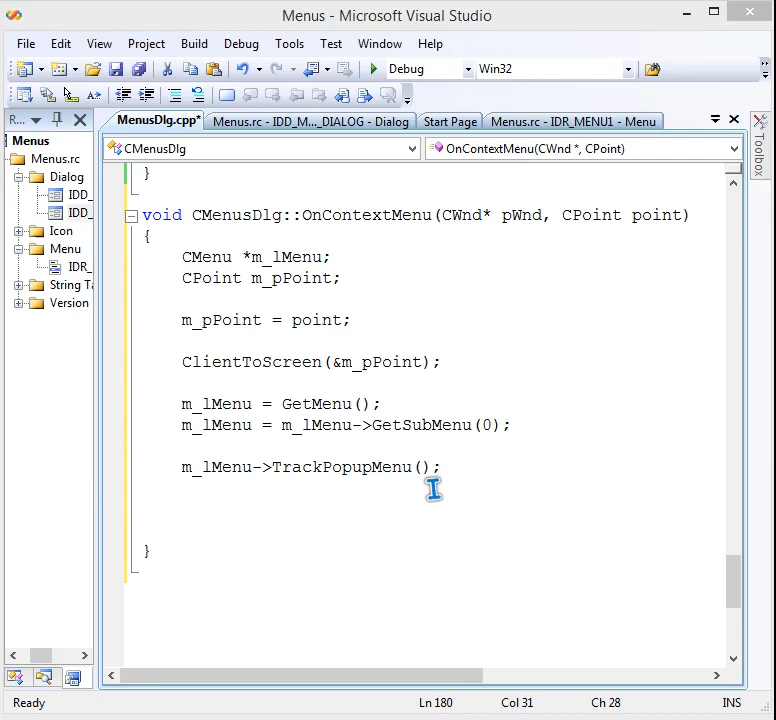 Menus - Microsoft Visual Studio
File Edit View Project Build Debug Tools Test Window Help
Debug Win32
R... MenusDlg.cpp* Menus.rc - IDD_M..._DIALOG - Dialog Start Page Menus.rc - IDR_MENU1 - Menu
Toolbox
Menus
Menus.rc
Dialog
IDD_
IDD_
Icon
Menu
IDR_
String Ta
Version
CMenusDlg OnContextMenu(CWnd *, CPoint)
}
void CMenusDlg::OnContextMenu(CWnd* pWnd, CPoint point)
{
CMenu *m_lMenu;
CPoint m_pPoint;
m_pPoint = point;
ClientToScreen(&m_pPoint);
m_lMenu = GetMenu();
m_lMenu = m_lMenu->GetSubMenu(0);
m_lMenu->TrackPopupMenu();
}
Ready Ln 180 Col 31 Ch 28 INS